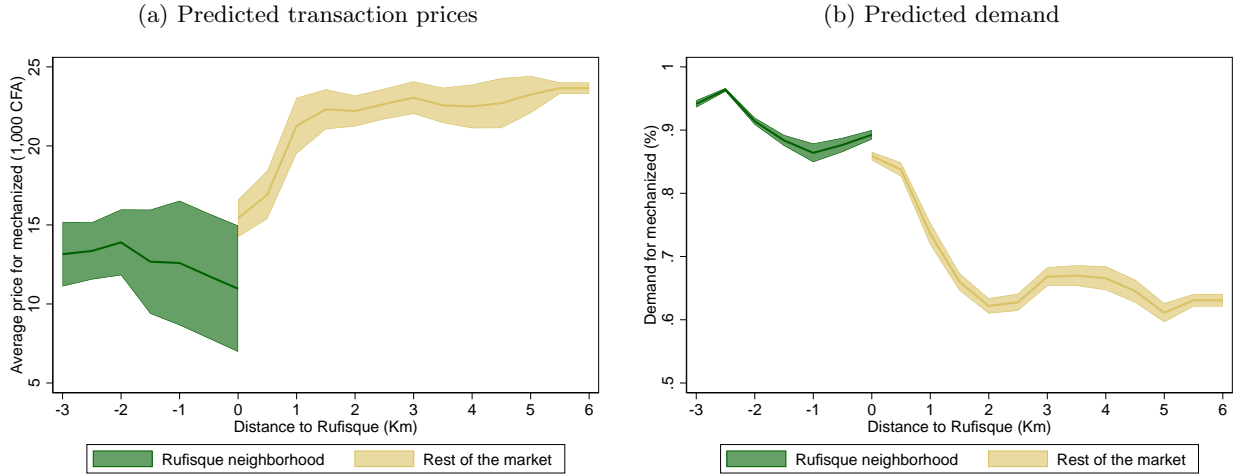 (a) Predicted transaction prices
Average price for mechanized (1,000 CFA)
25
20
15
10
5
-3 -2 -1 0 1 2 3 4 5 6
Distance to Rufisque (Km)
Rufisque neighborhood Rest of the market
(b) Predicted demand
Demand for mechanized (%)
1
.9
.8
.7
.6
.5
-3 -2 -1 0 1 2 3 4 5 6
Distance to Rufisque (Km)
Rufisque neighborhood Rest of the market